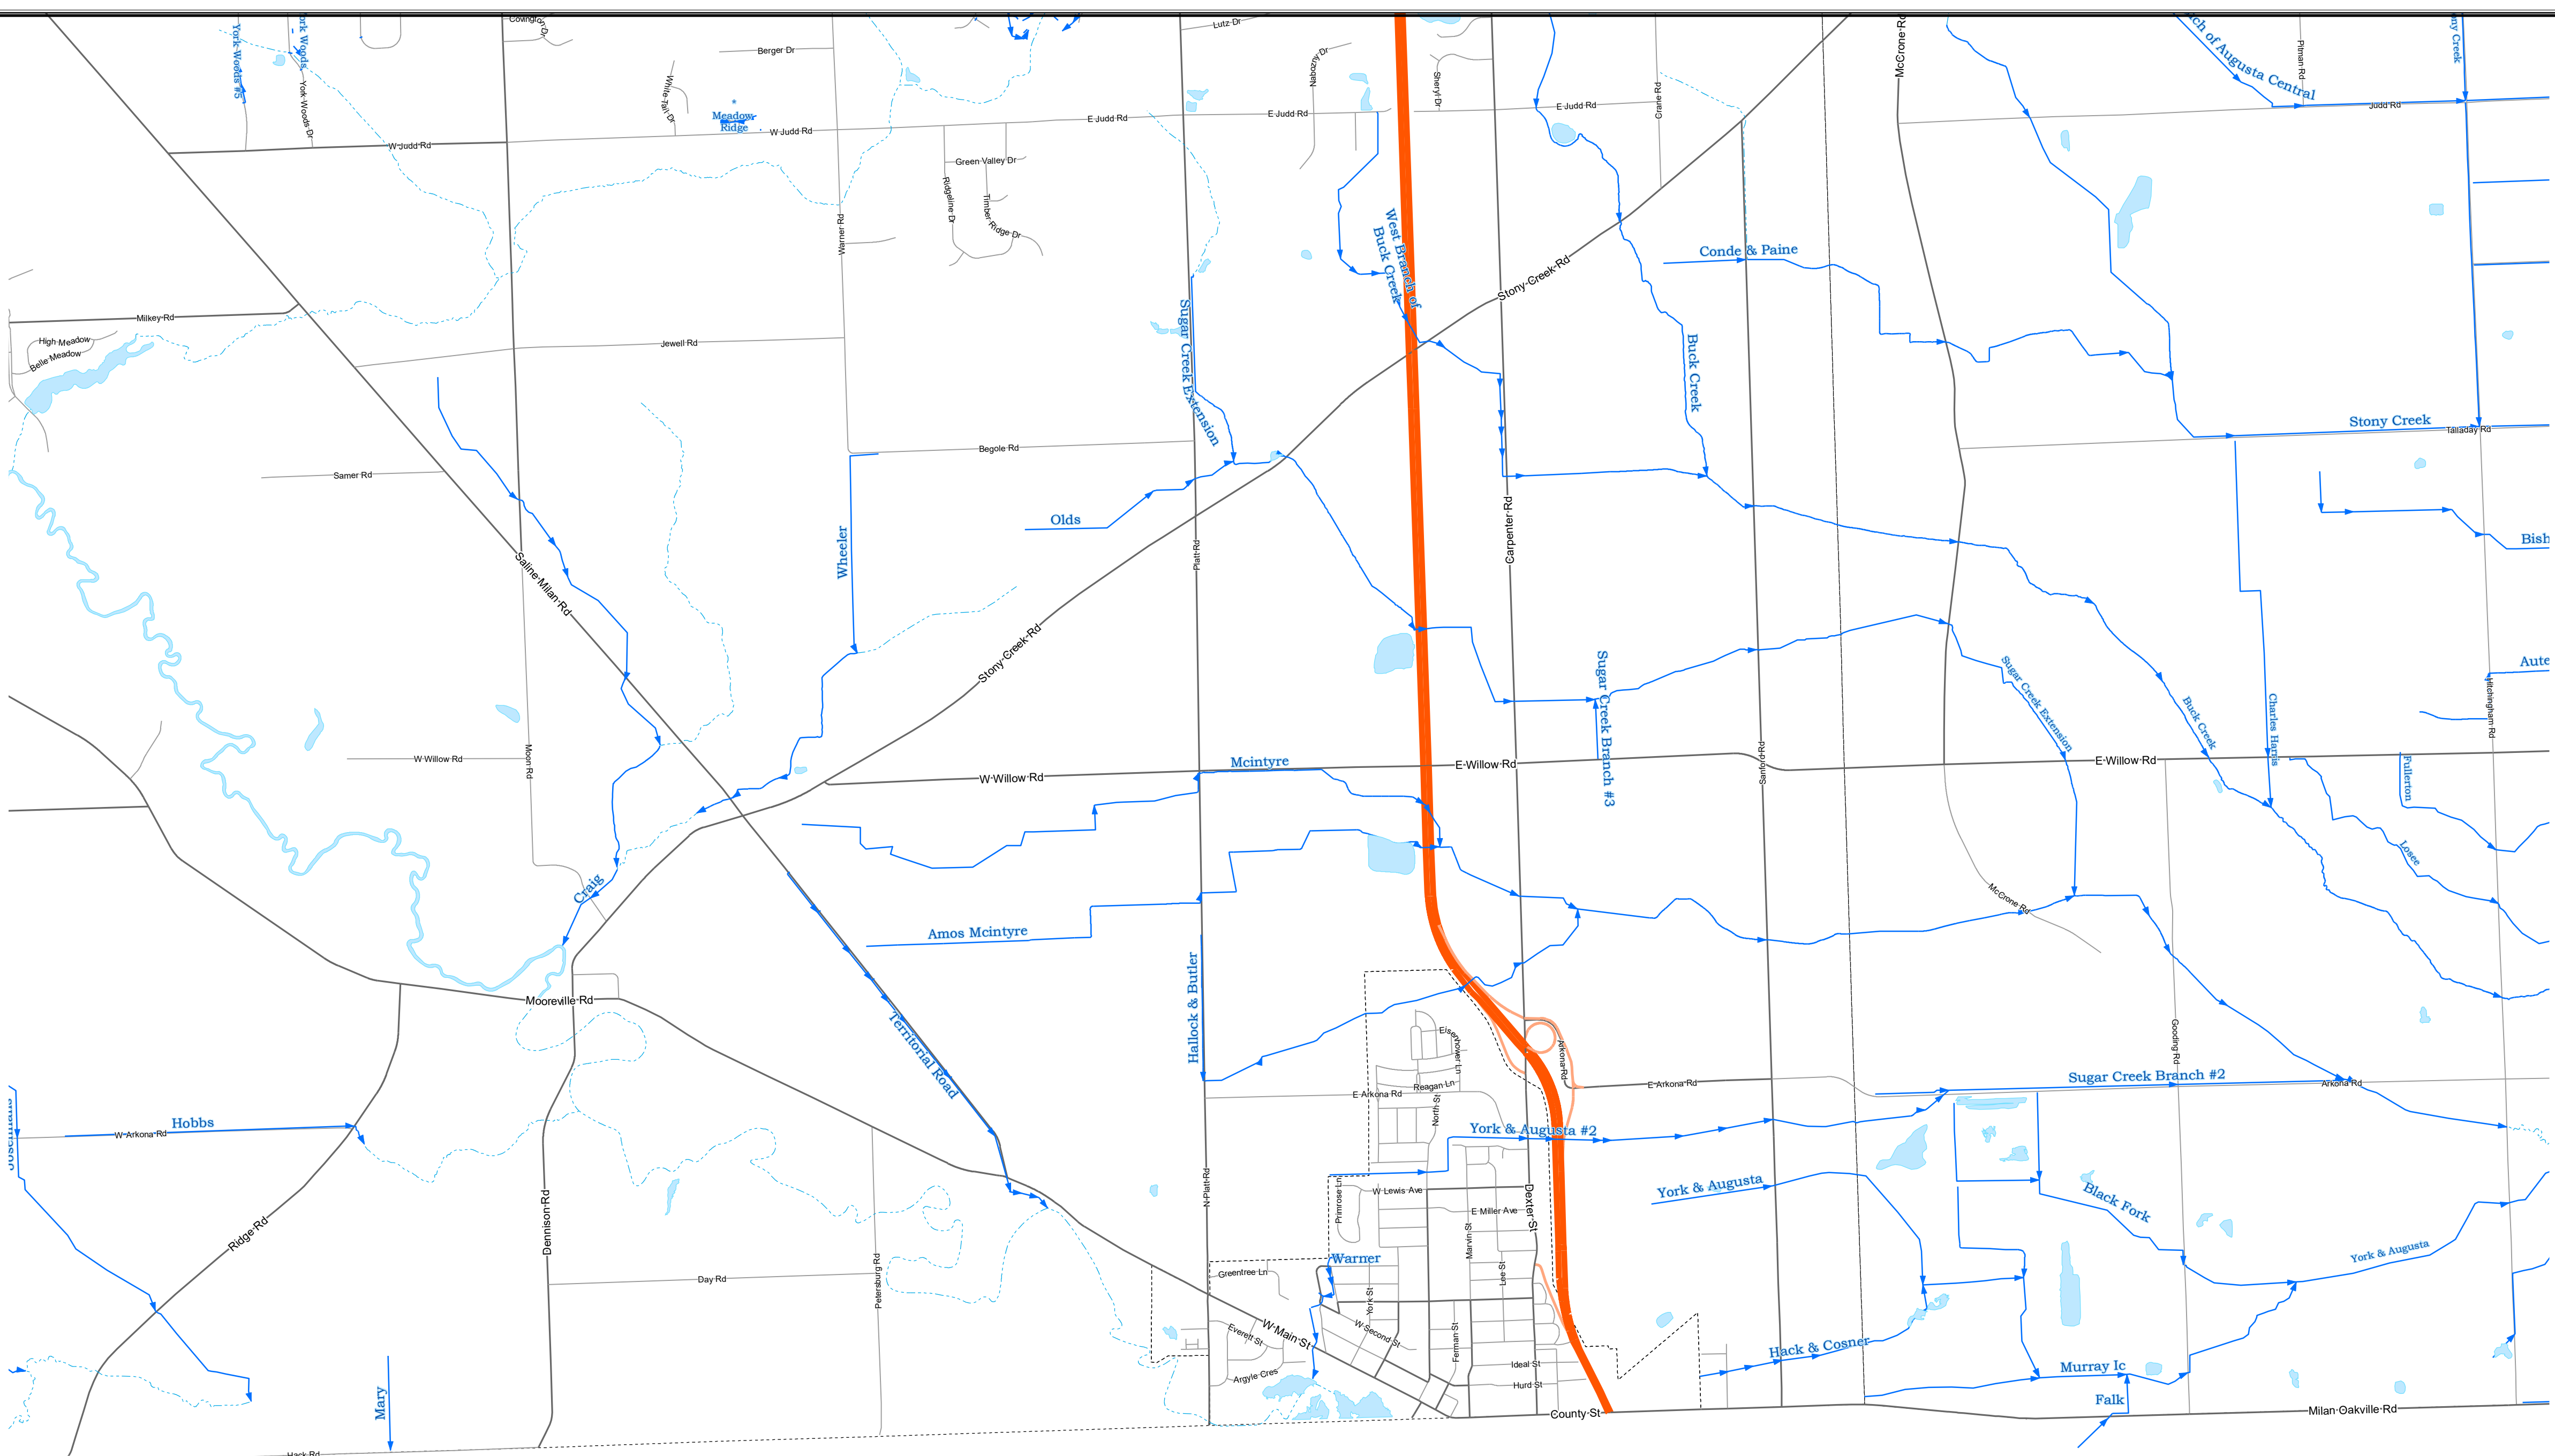 Covington Dr
Lutz Dr
McCrone Rd
York Woods #5
York Woods
York Woods Dr
Berger Dr
White Tail Dr
Nabozny Dr
Sheryl Dr
Crane Rd
Pitman Rd
of Augusta Central
Judd Rd
Meadow
Ridge
W Judd Rd
W Judd Rd
E Judd Rd
E Judd Rd
E Judd Rd
Green Valley Dr
Ridgeline Dr
Timber Ridge Dr
Warner Rd
West Branch of
Buck Creek
Stony Creek Rd
Conde & Paine
Milkey Rd
High Meadow
Belle Meadow
Jewell Rd
Sugar Creek Extension
Buck Creek
Stony Creek
Talladay Rd
Begole Rd
Samer Rd
Olds
Wheeler
Platt Rd
Carpenter Rd
Saline Milan Rd
Stony Creek Rd
Sugar Creek Branch #3
Sugar Creek Extension
Buck Creek
Charles Harris
Hitchingham Rd
W Willow Rd
Moon Rd
W Willow Rd
Mcintyre
E Willow Rd
Sanford Rd
E Willow Rd
Fullerton
Losee
Craig
McCrone Rd
Amos Mcintyre
Hallock & Butler
Mooreville Rd
Territorial Road
Eisenhower Ln
Reagan Ln
E Arkona Rd
North St
Arkona Rd
E Arkona Rd
Gooding Rd
Sugar Creek Branch #2
Arkona Rd
Hobbs
W Arkona Rd
York & Augusta #2
N Platt Rd
Primrose Ln
W Lewis Ave
E Miller Ave
Dexter St
Marvin St
Lee St
York & Augusta
Black Fork
York & Augusta
Ridge Rd
Dennison Rd
Day Rd
Petersburg Rd
Warner
Greentree Ln
York St
W Second St
Ferman St
W Main St
Everett St
Argyle Cres
Ideal St
Hurd St
Hack & Cosner
Murray Ic
Falk
Mary
County St
Milan Oakville Rd
Hack Rd